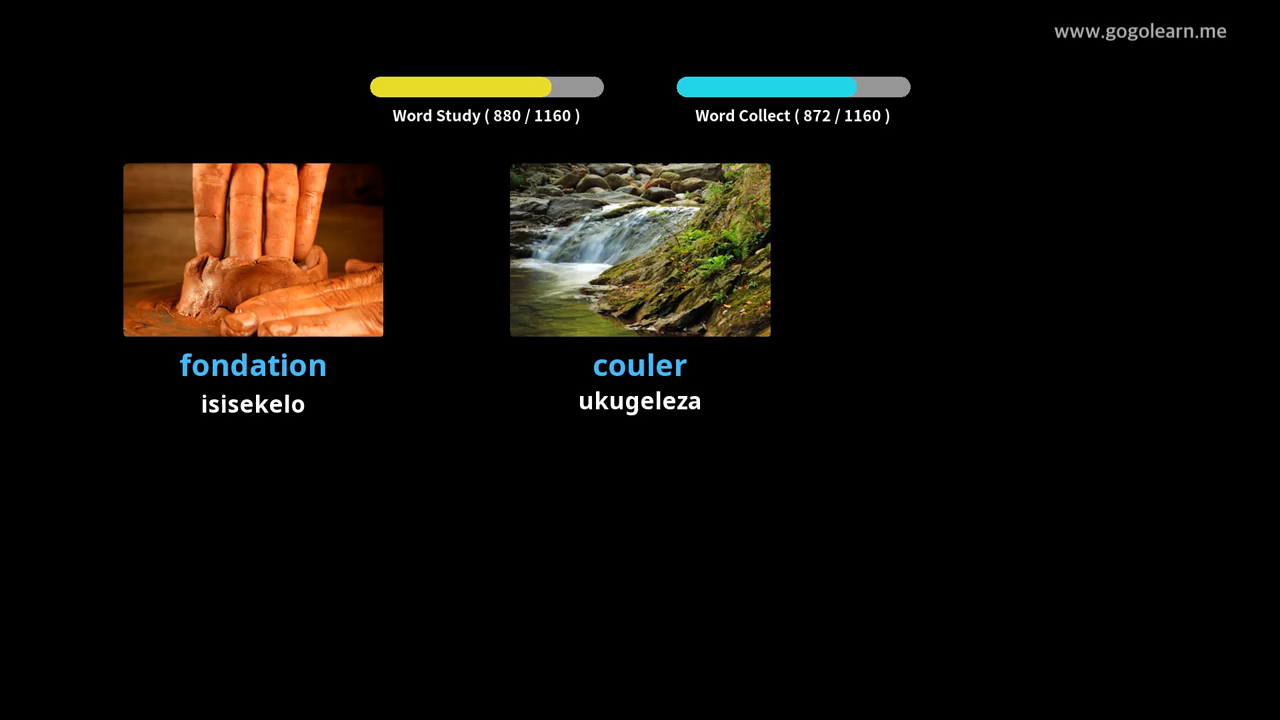 www.gogolearn.me
Word Study ( 880 / 1160 )
Word Collect ( 872 / 1160 )
fondation
isisekelo
couler
ukugeleza